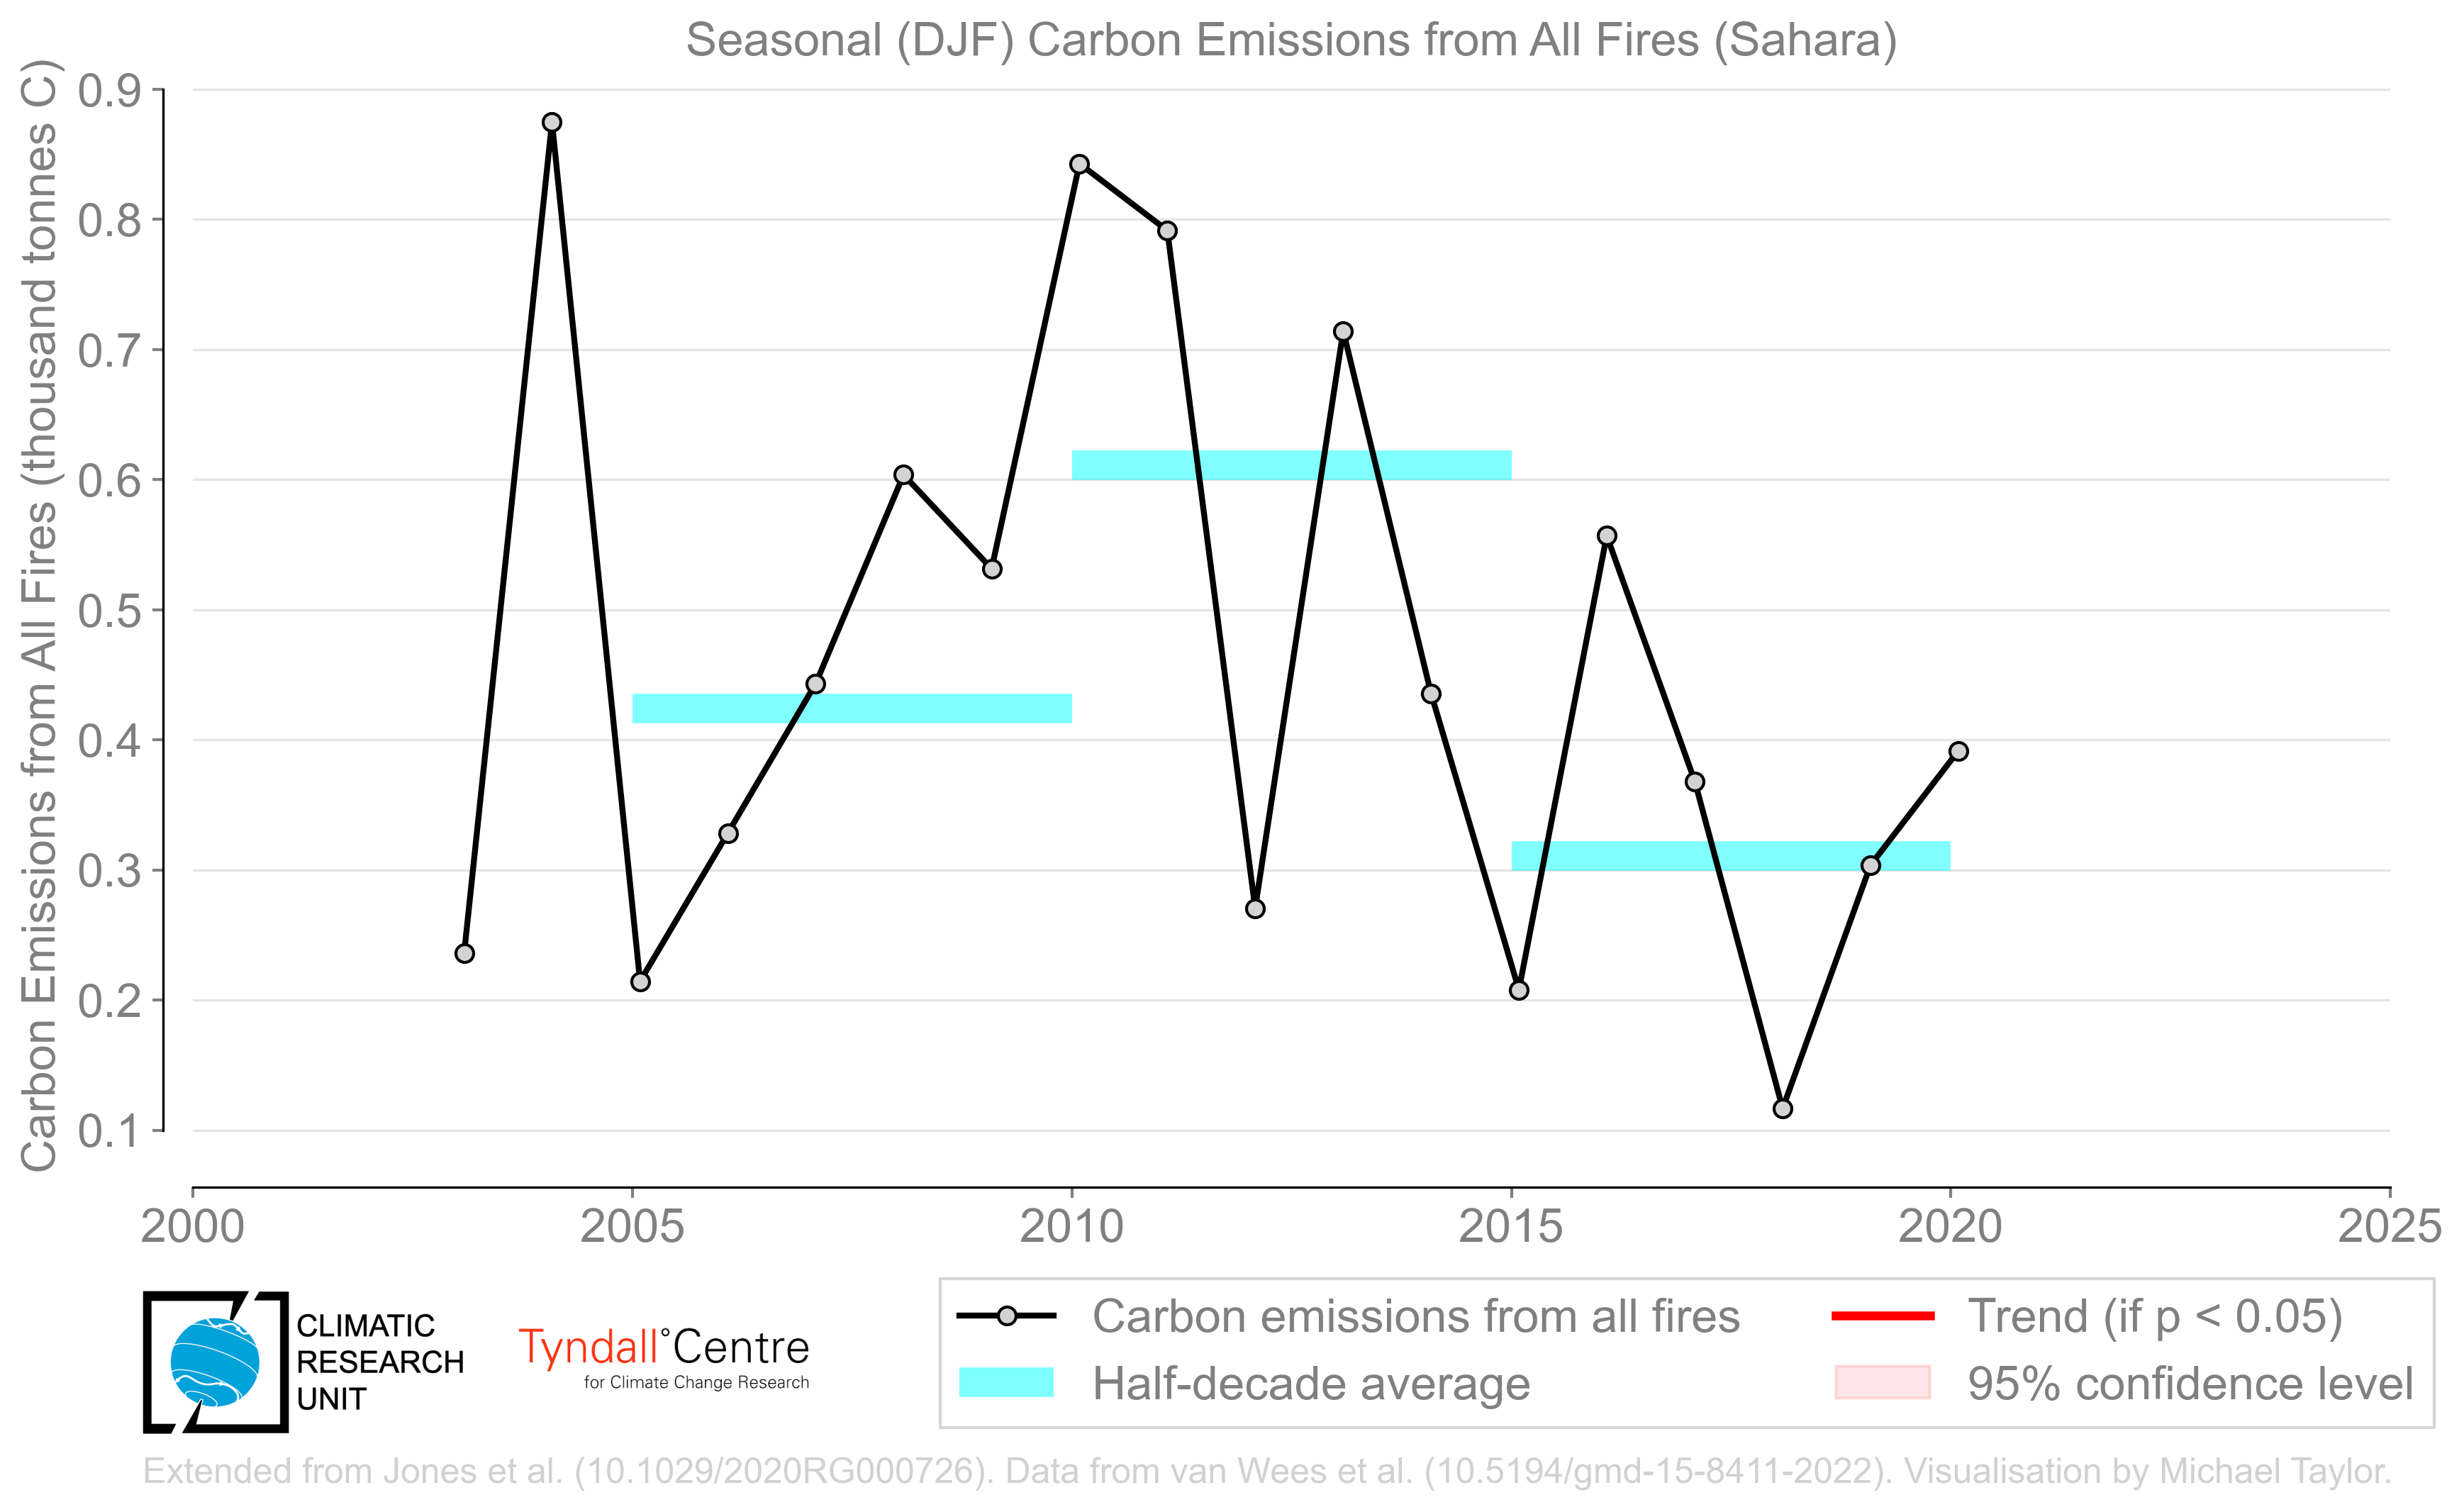 Seasonal (DJF) Carbon Emissions from All Fires (Sahara)
Carbon Emissions from All Fires (thousand tonnes C)
0.9
0.8
0.7
0.6
0.5
0.4
0.3
0.2
0.1
2000
2005
2010
2015
2020
2025
CLIMATIC
RESEARCH
UNIT
Tyndall°Centre
for Climate Change Research
Carbon emissions from all fires
Half-decade average
Trend (if p < 0.05)
95% confidence level
Extended from Jones et al. (10.1029/2020RG000726). Data from van Wees et al. (10.5194/gmd-15-8411-2022). Visualisation by Michael Taylor.